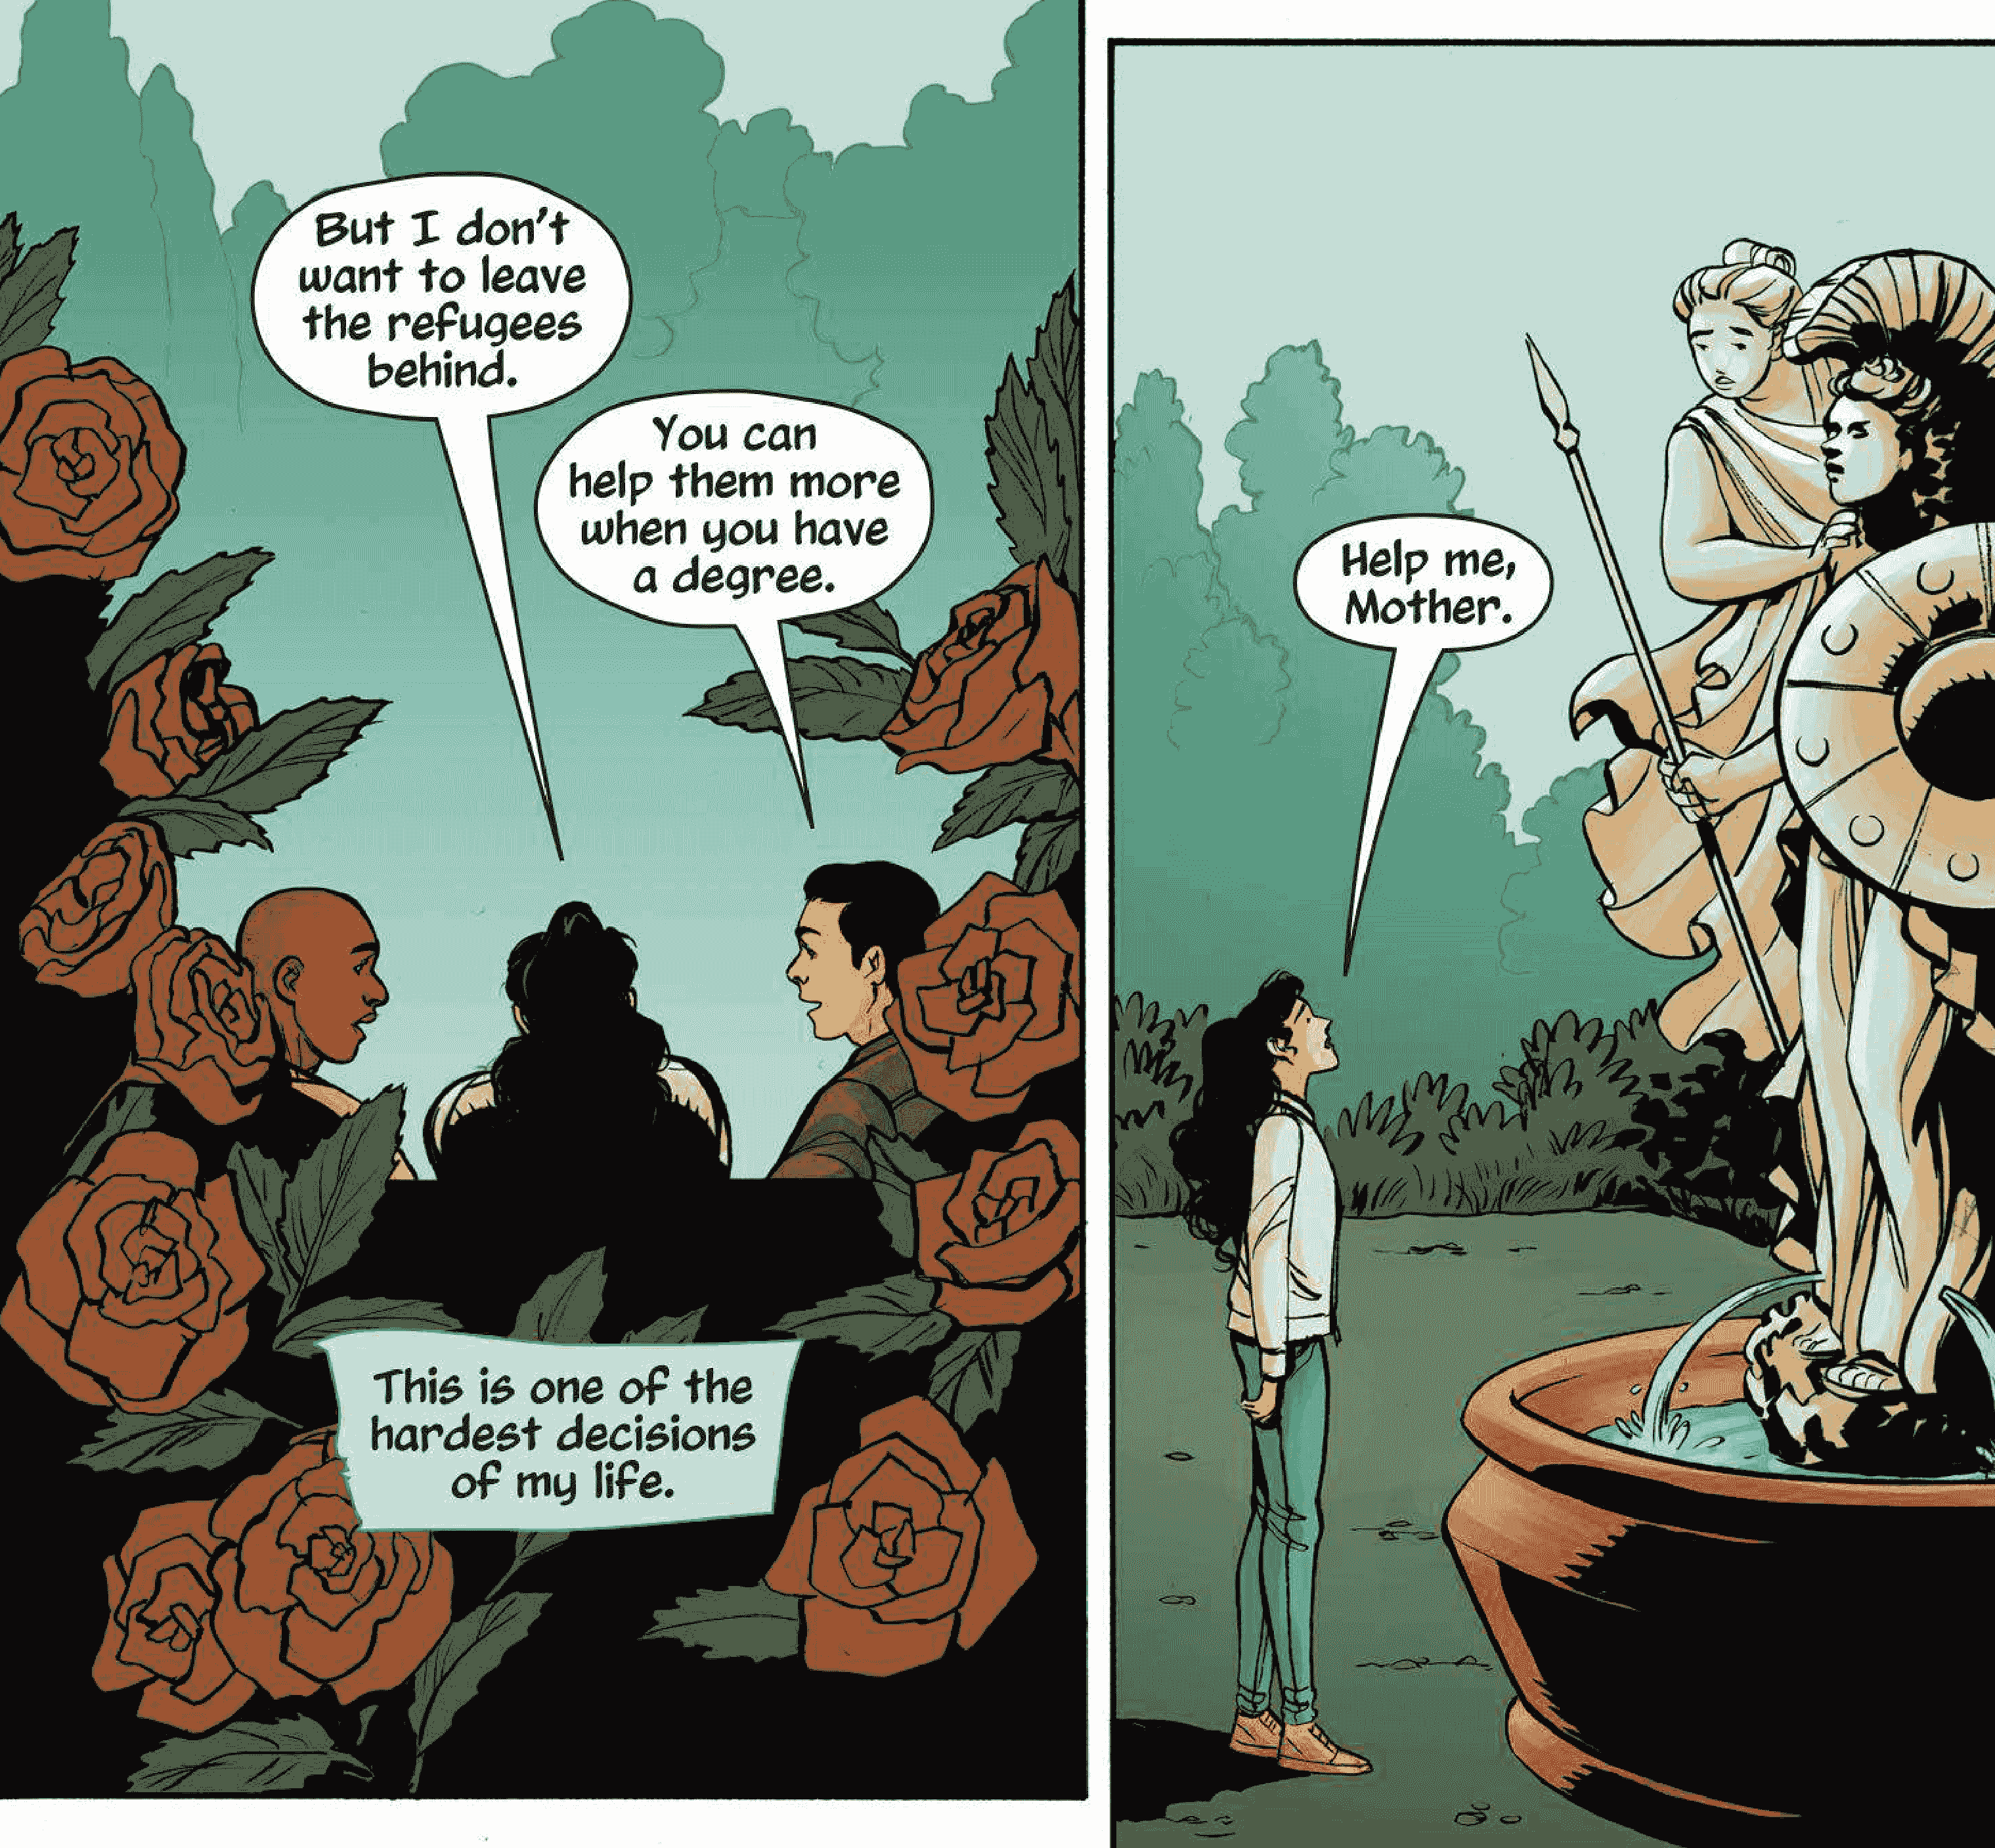 But I don't
want to leave
the refugees
behind.
You can
help them more
when you have
a degree.
This is one of the
hardest decisions
of my life.
Help me,
Mother.